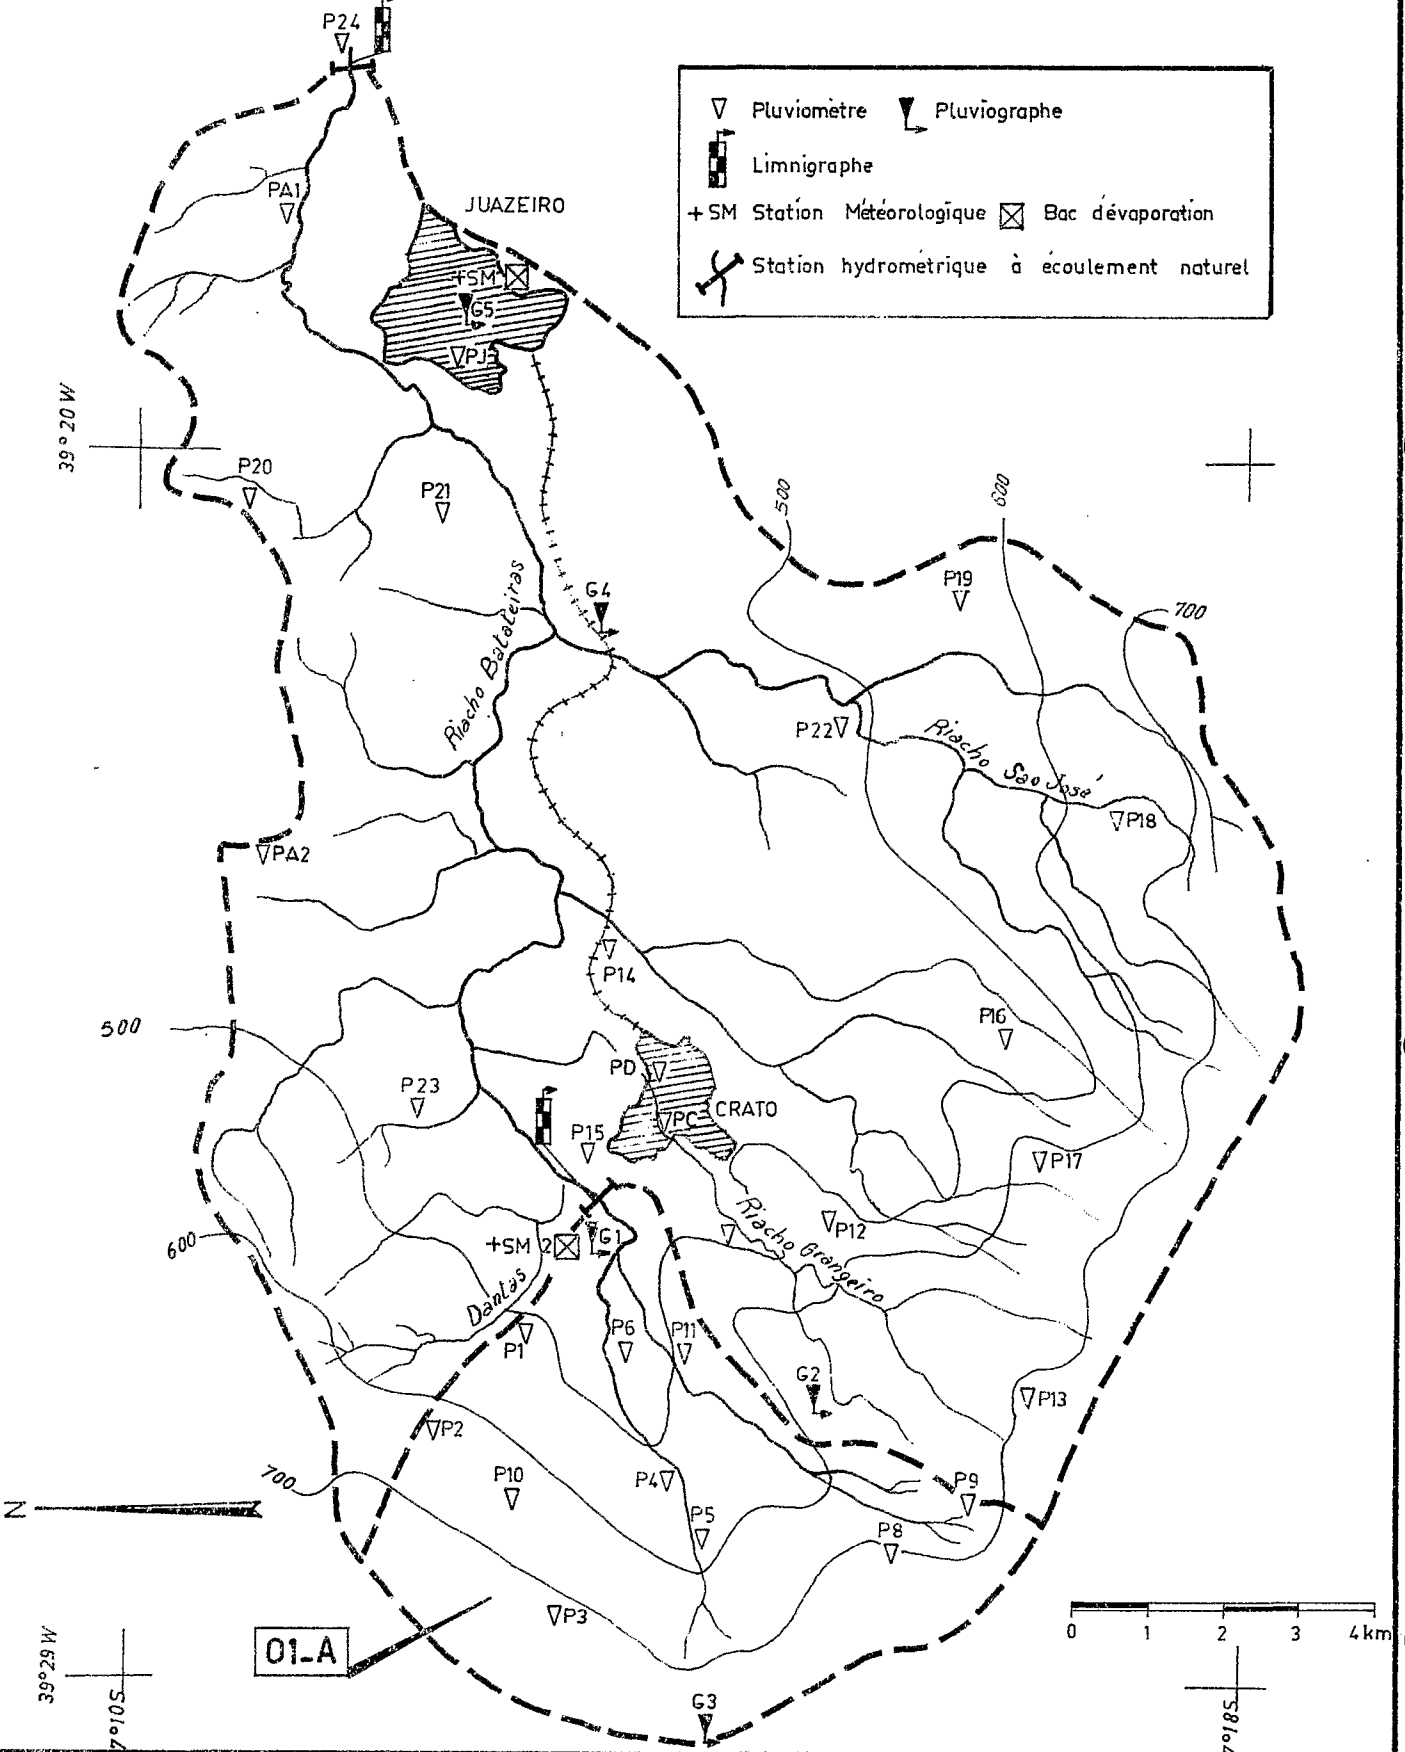 P24
Pluviomètre
Pluviographe
Limnigraphe
+SM Station Météorologique
Bac d'évaporation
Station hydrométrique à écoulement naturel
PA1
JUAZEIRO
+SM
G5
PJ
39° 20 W
P20
P21
500
600
P19
700
G4
Riacho Batateiras
P22
Riacho Sao José
P18
PA2
P14
P16
500
PD
P23
PC
CRATO
P15
P17
Riacho Grangeiro
P12
600
+SM 2
G1
Dantas
P1
P6
P11
G2
P13
P2
700
P10
P4
P9
N
P5
P8
P3
01-A
0 1 2 3 4 km
39° 29 W
7° 10 S
G3
7° 18 S